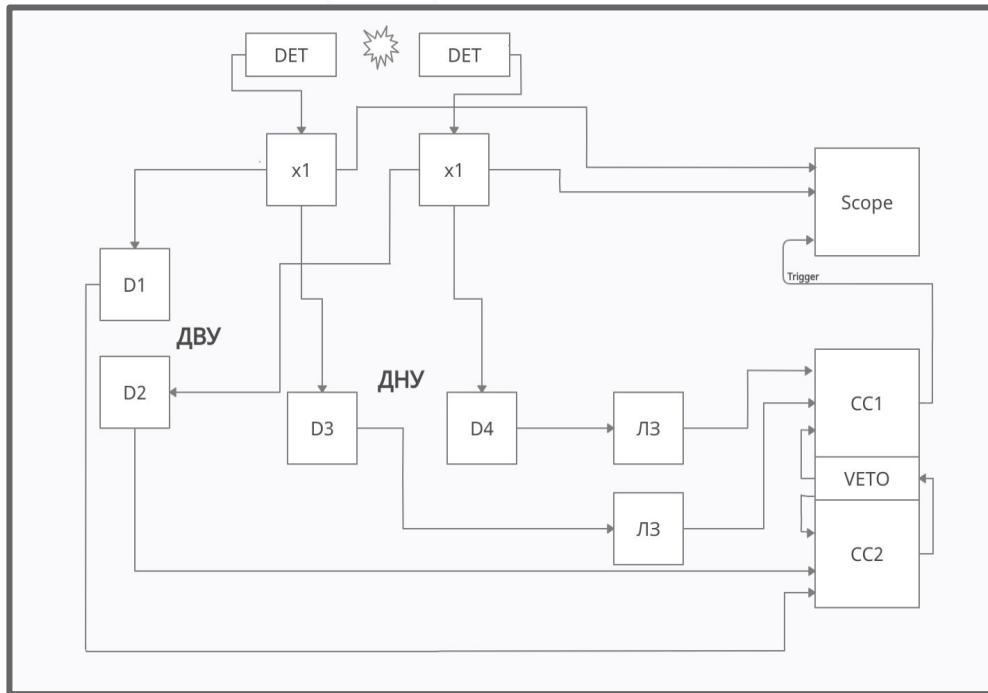 DET
DET
x1
x1
Scope
Trigger
D1
ДВУ
D2
ДНУ
D3
D4
ЛЗ
CC1
VETO
ЛЗ
CC2